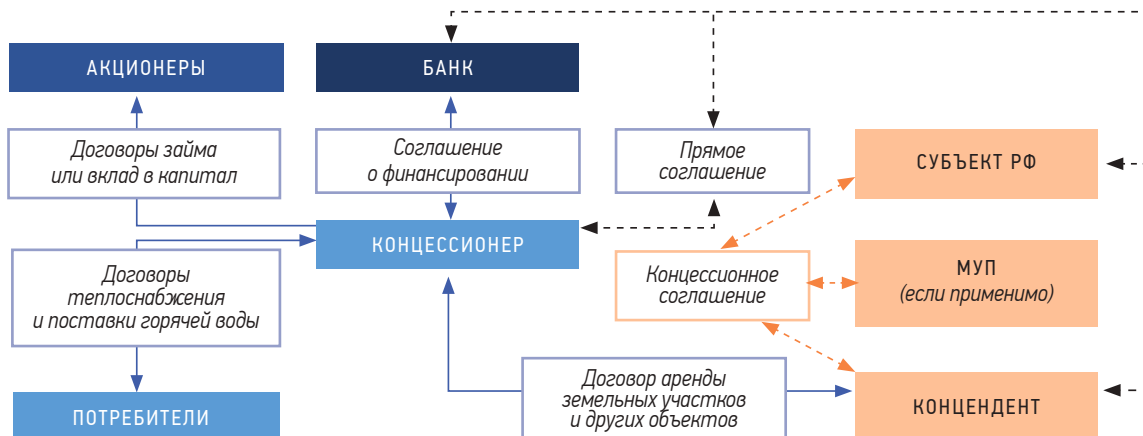 АКЦИОНЕРЫ
БАНК
Договоры займа
или вклад в капитал
Соглашение
о финансировании
Прямое
соглашение
СУБЪЕКТ РФ
КОНЦЕССИОНЕР
Договоры
теплоснабжения
и поставки горячей воды
Концессионное
соглашение
МУП
(если применимо)
Договор аренды
земельных участков
и других объектов
ПОТРЕБИТЕЛИ
КОНЦЕНДЕНТ